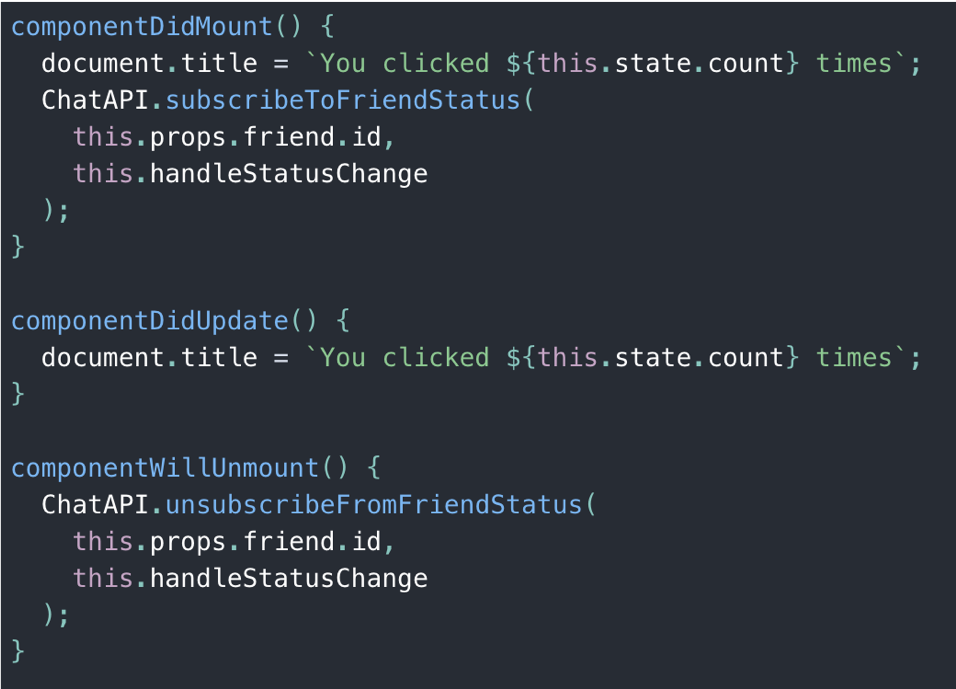 componentDidMount() {
  document.title = `You clicked ${this.state.count} times`;
  ChatAPI.subscribeToFriendStatus(
    this.props.friend.id,
    this.handleStatusChange
  );
}

componentDidUpdate() {
  document.title = `You clicked ${this.state.count} times`;
}

componentWillUnmount() {
  ChatAPI.unsubscribeFromFriendStatus(
    this.props.friend.id,
    this.handleStatusChange
  );
}